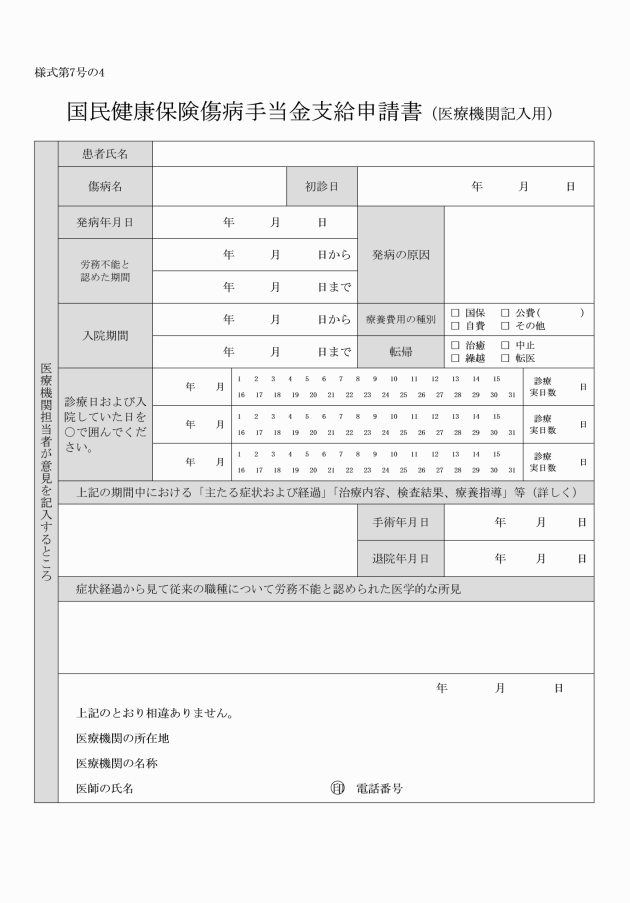 様式第7号の4
国民健康保険傷病手当金支給申請書（医療機関記入用）
医療機関担当者が意見を記入するところ
患者氏名
傷病名
初診日
年 月 日
発病年月日
年 月 日
発病の原因
労務不能と
認めた期間
年 月 日から
年 月 日まで
入院期間
年 月 日から
年 月 日まで
療養費用の種別
□ 国保 □ 公費( )
□ 自費 □ その他
転帰
□ 治癒 □ 中止
□ 繰越 □ 転医
診療日および入
院していた日を
○で囲んでくだ
さい。
年 月
1 2 3 4 5 6 7 8 9 10 11 12 13 14 15
16 17 18 19 20 21 22 23 24 25 26 27 28 29 30 31
診療
実日数
日
年 月
1 2 3 4 5 6 7 8 9 10 11 12 13 14 15
16 17 18 19 20 21 22 23 24 25 26 27 28 29 30 31
診療
実日数
日
年 月
1 2 3 4 5 6 7 8 9 10 11 12 13 14 15
16 17 18 19 20 21 22 23 24 25 26 27 28 29 30 31
診療
実日数
日
上記の期間中における「主たる症状および経過」「治療内容、検査結果、療養指導」等（詳しく）
手術年月日
年 月 日
退院年月日
年 月 日
症状経過から見て従来の職種について労務不能と認められた医学的な所見
年 月 日
上記のとおり相違ありません。
医療機関の所在地
医療機関の名称
医師の氏名 ㊞ 電話番号